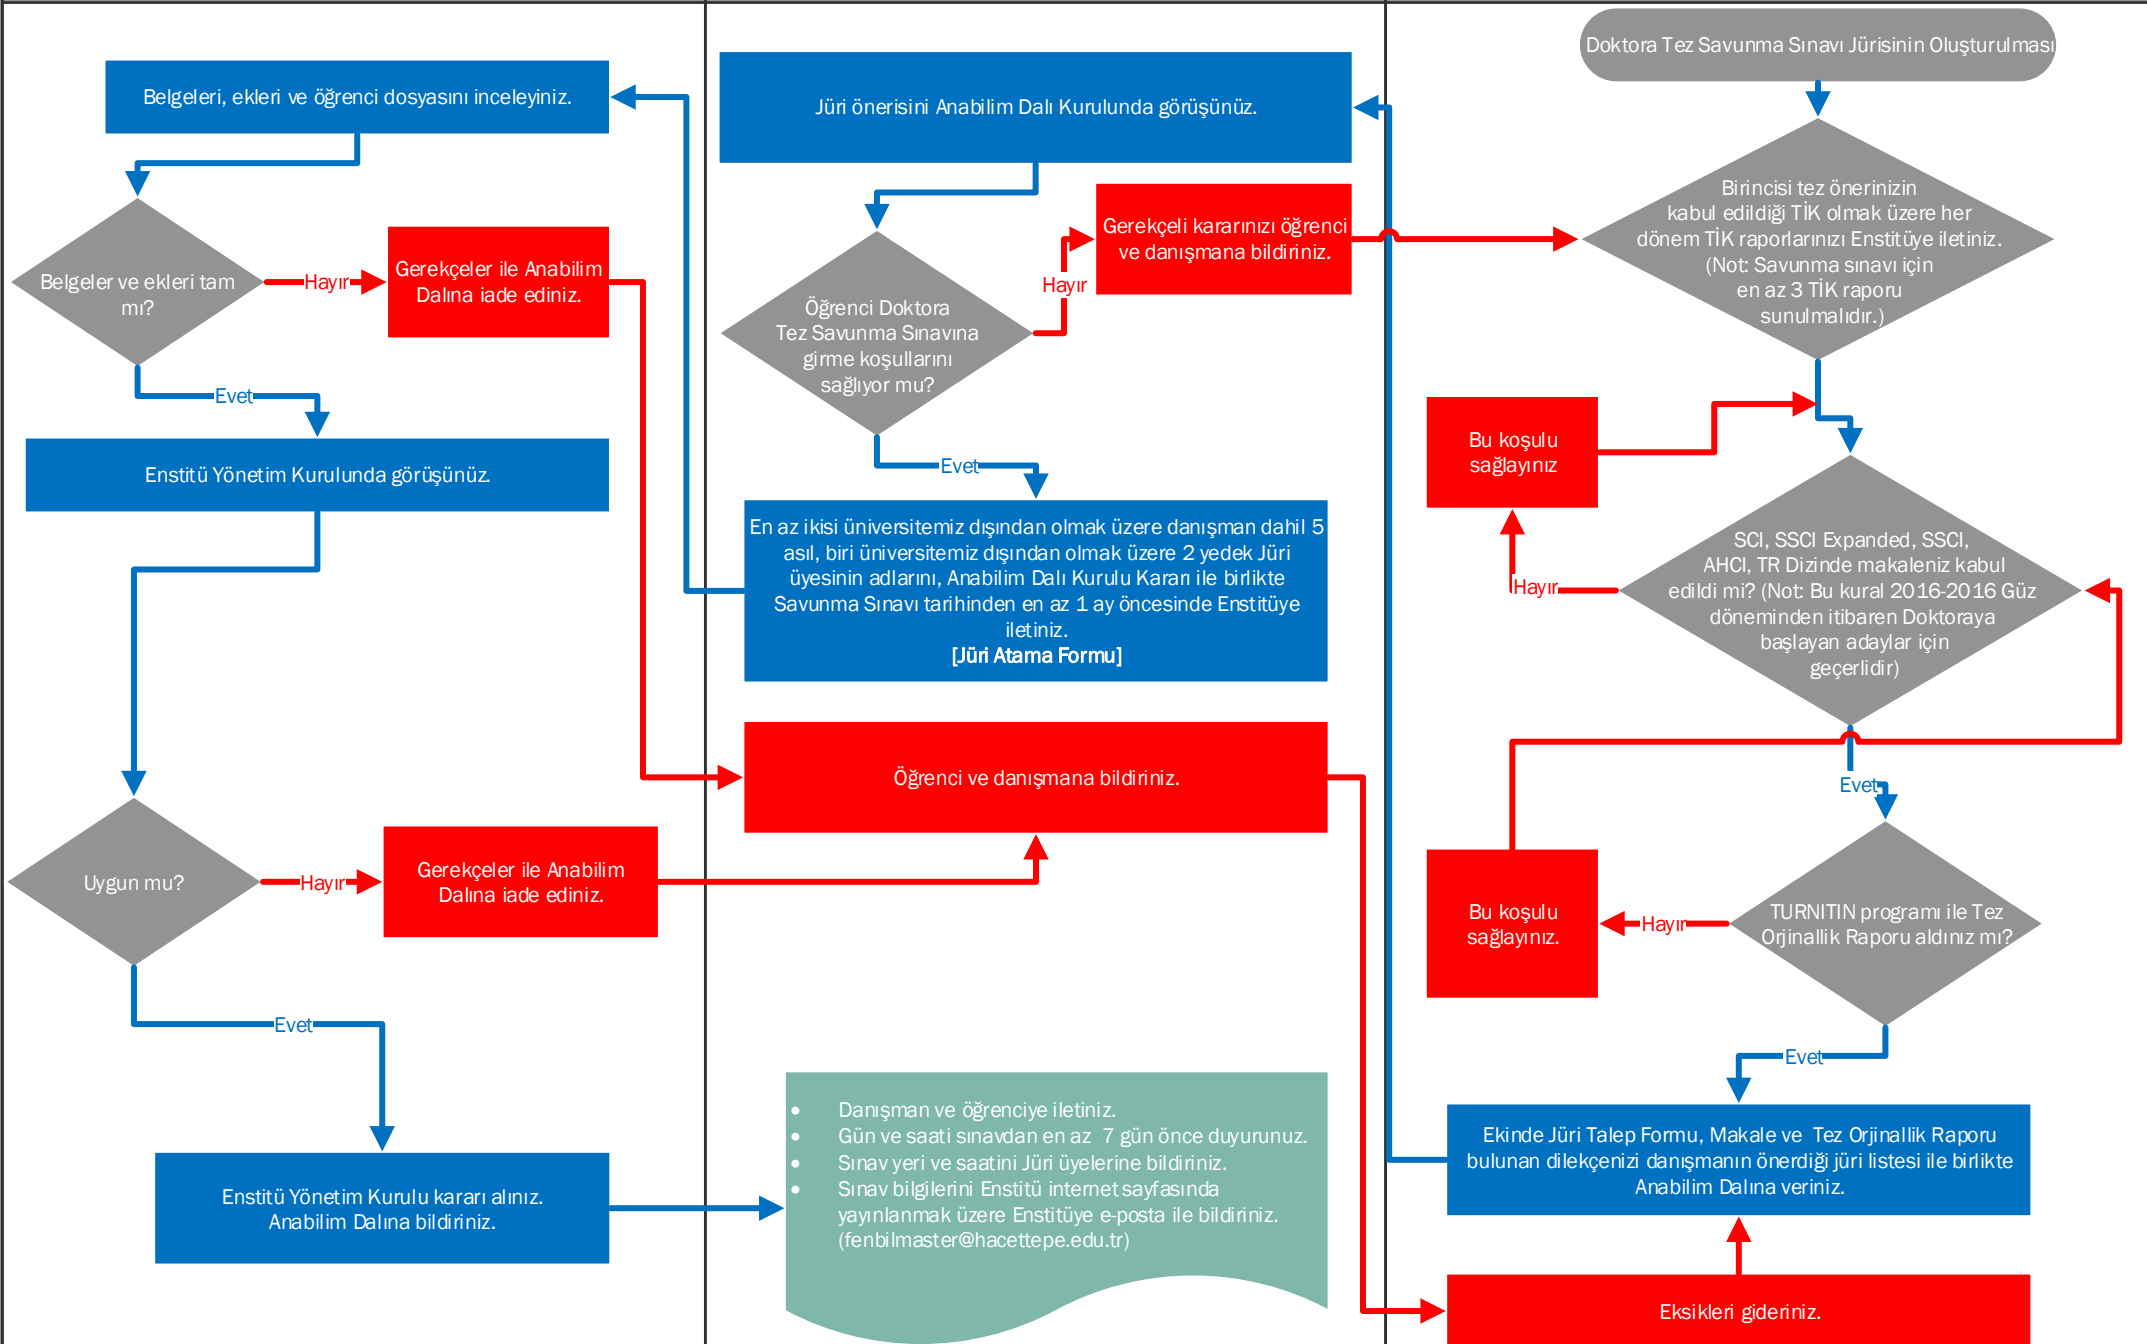 Doktora Tez Savunma Sınavı Jürisinin Oluşturulması
Birincisi tez önerinizin
kabul edildiği TİK olmak üzere her
dönem TİK raporlarınızı Enstitüye iletiniz.
(Not: Savunma sınavı için
en az 3 TİK raporu
sunulmalıdır.)
Bu koşulu
sağlayınız
Hayır
SCI, SSCI Expanded, SSCI,
AHCI, TR Dizinde makaleniz kabul
edildi mi? (Not: Bu kural 2016-2016 Güz
döneminden itibaren Doktoraya
başlayan adaylar için
geçerlidir)
Evet
Bu koşulu
sağlayınız.
Hayır
TURNITIN programı ile Tez
Orjinallik Raporu aldınız mı?
Evet
Ekinde Jüri Talep Formu, Makale ve Tez Orjinallik Raporu
bulunan dilekçenizi danışmanın önerdiği jüri listesi ile birlikte
Anabilim Dalına veriniz.
Eksikleri gideriniz.
Jüri önerisini Anabilim Dalı Kurulunda görüşünüz.
Gerekçeli kararınızı öğrenci
ve danışmana bildiriniz.
Hayır
Öğrenci Doktora
Tez Savunma Sınavına
girme koşullarını
sağlıyor mu?
Evet
En az ikisi üniversitemiz dışından olmak üzere danışman dahil 5
asıl, biri üniversitemiz dışından olmak üzere 2 yedek Jüri
üyesinin adlarını, Anabilim Dalı Kurulu Kararı ile birlikte
Savunma Sınavı tarihinden en az 1 ay öncesinde Enstitüye
iletiniz.
[Jüri Atama Formu]
Öğrenci ve danışmana bildiriniz.
• Danışman ve öğrenciye iletiniz.
• Gün ve saati sınavdan en az 7 gün önce duyurunuz.
• Sınav yeri ve saatini Jüri üyelerine bildiriniz.
• Sınav bilgilerini Enstitü internet sayfasında
yayınlanmak üzere Enstitüye e-posta ile bildiriniz.
(fenbilmaster@hacettepe.edu.tr)
Belgeleri, ekleri ve öğrenci dosyasını inceleyiniz.
Belgeler ve ekleri tam
mı?
Hayır
Gerekçeler ile Anabilim
Dalına iade ediniz.
Evet
Enstitü Yönetim Kurulunda görüşünüz.
Uygun mu?
Hayır
Gerekçeler ile Anabilim
Dalına iade ediniz.
Evet
Enstitü Yönetim Kurulu kararı alınız.
Anabilim Dalına bildiriniz.